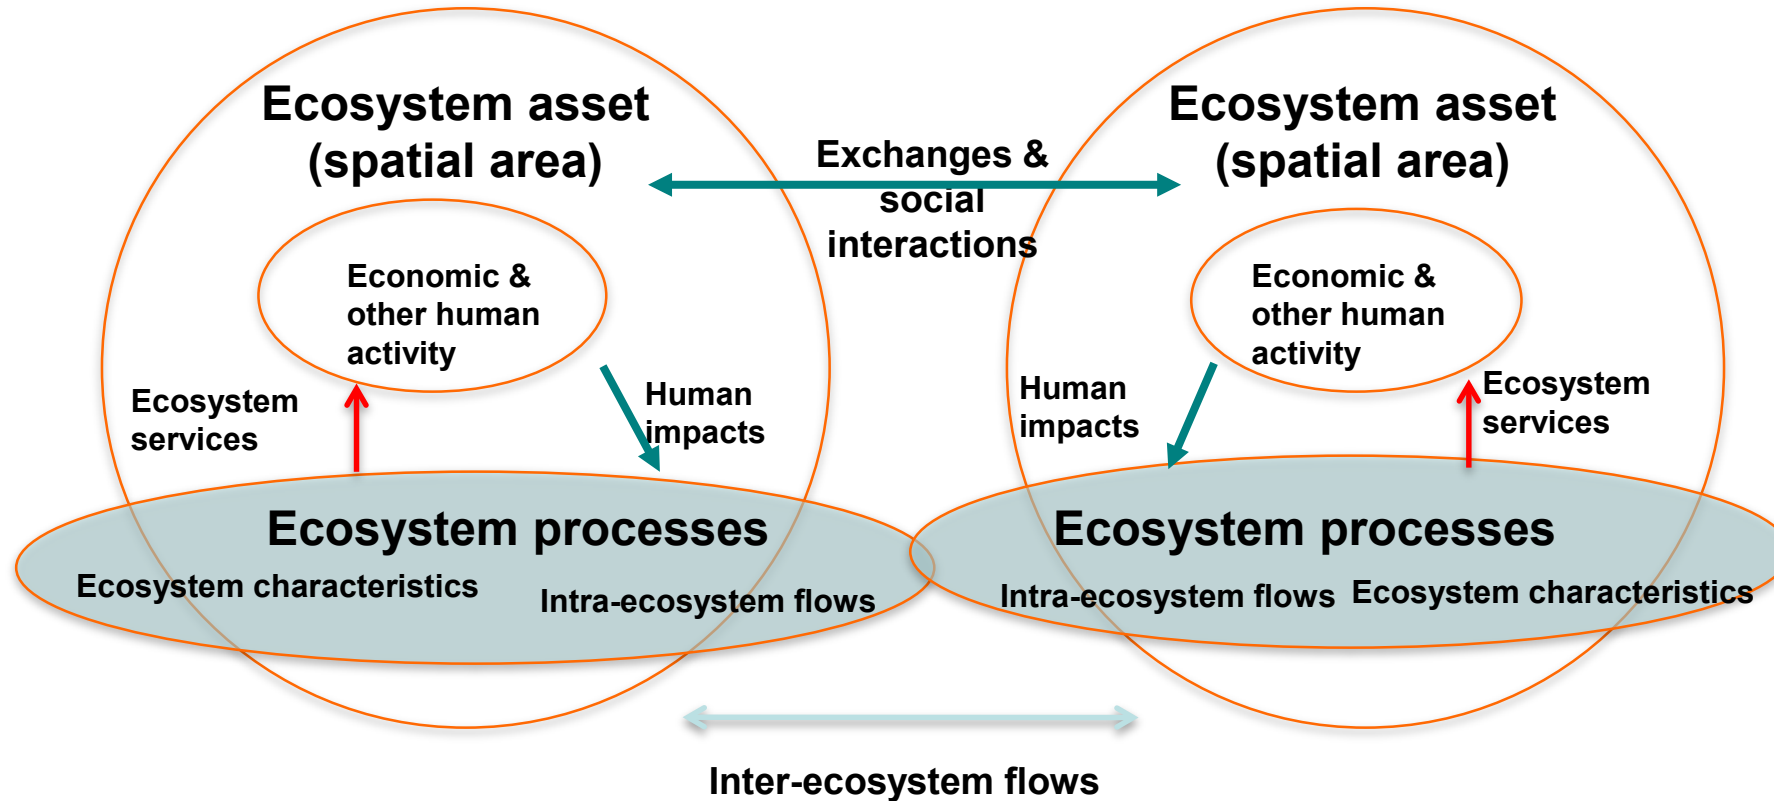 Ecosystem asset
(spatial area)
Exchanges &
social
interactions
Ecosystem asset
(spatial area)
Economic &
other human
activity
Economic &
other human
activity
Ecosystem
services
Human
impacts
Human
impacts
Ecosystem
services
Ecosystem processes
Ecosystem characteristics
Intra-ecosystem flows
Ecosystem processes
Intra-ecosystem flows
Ecosystem characteristics
Inter-ecosystem flows